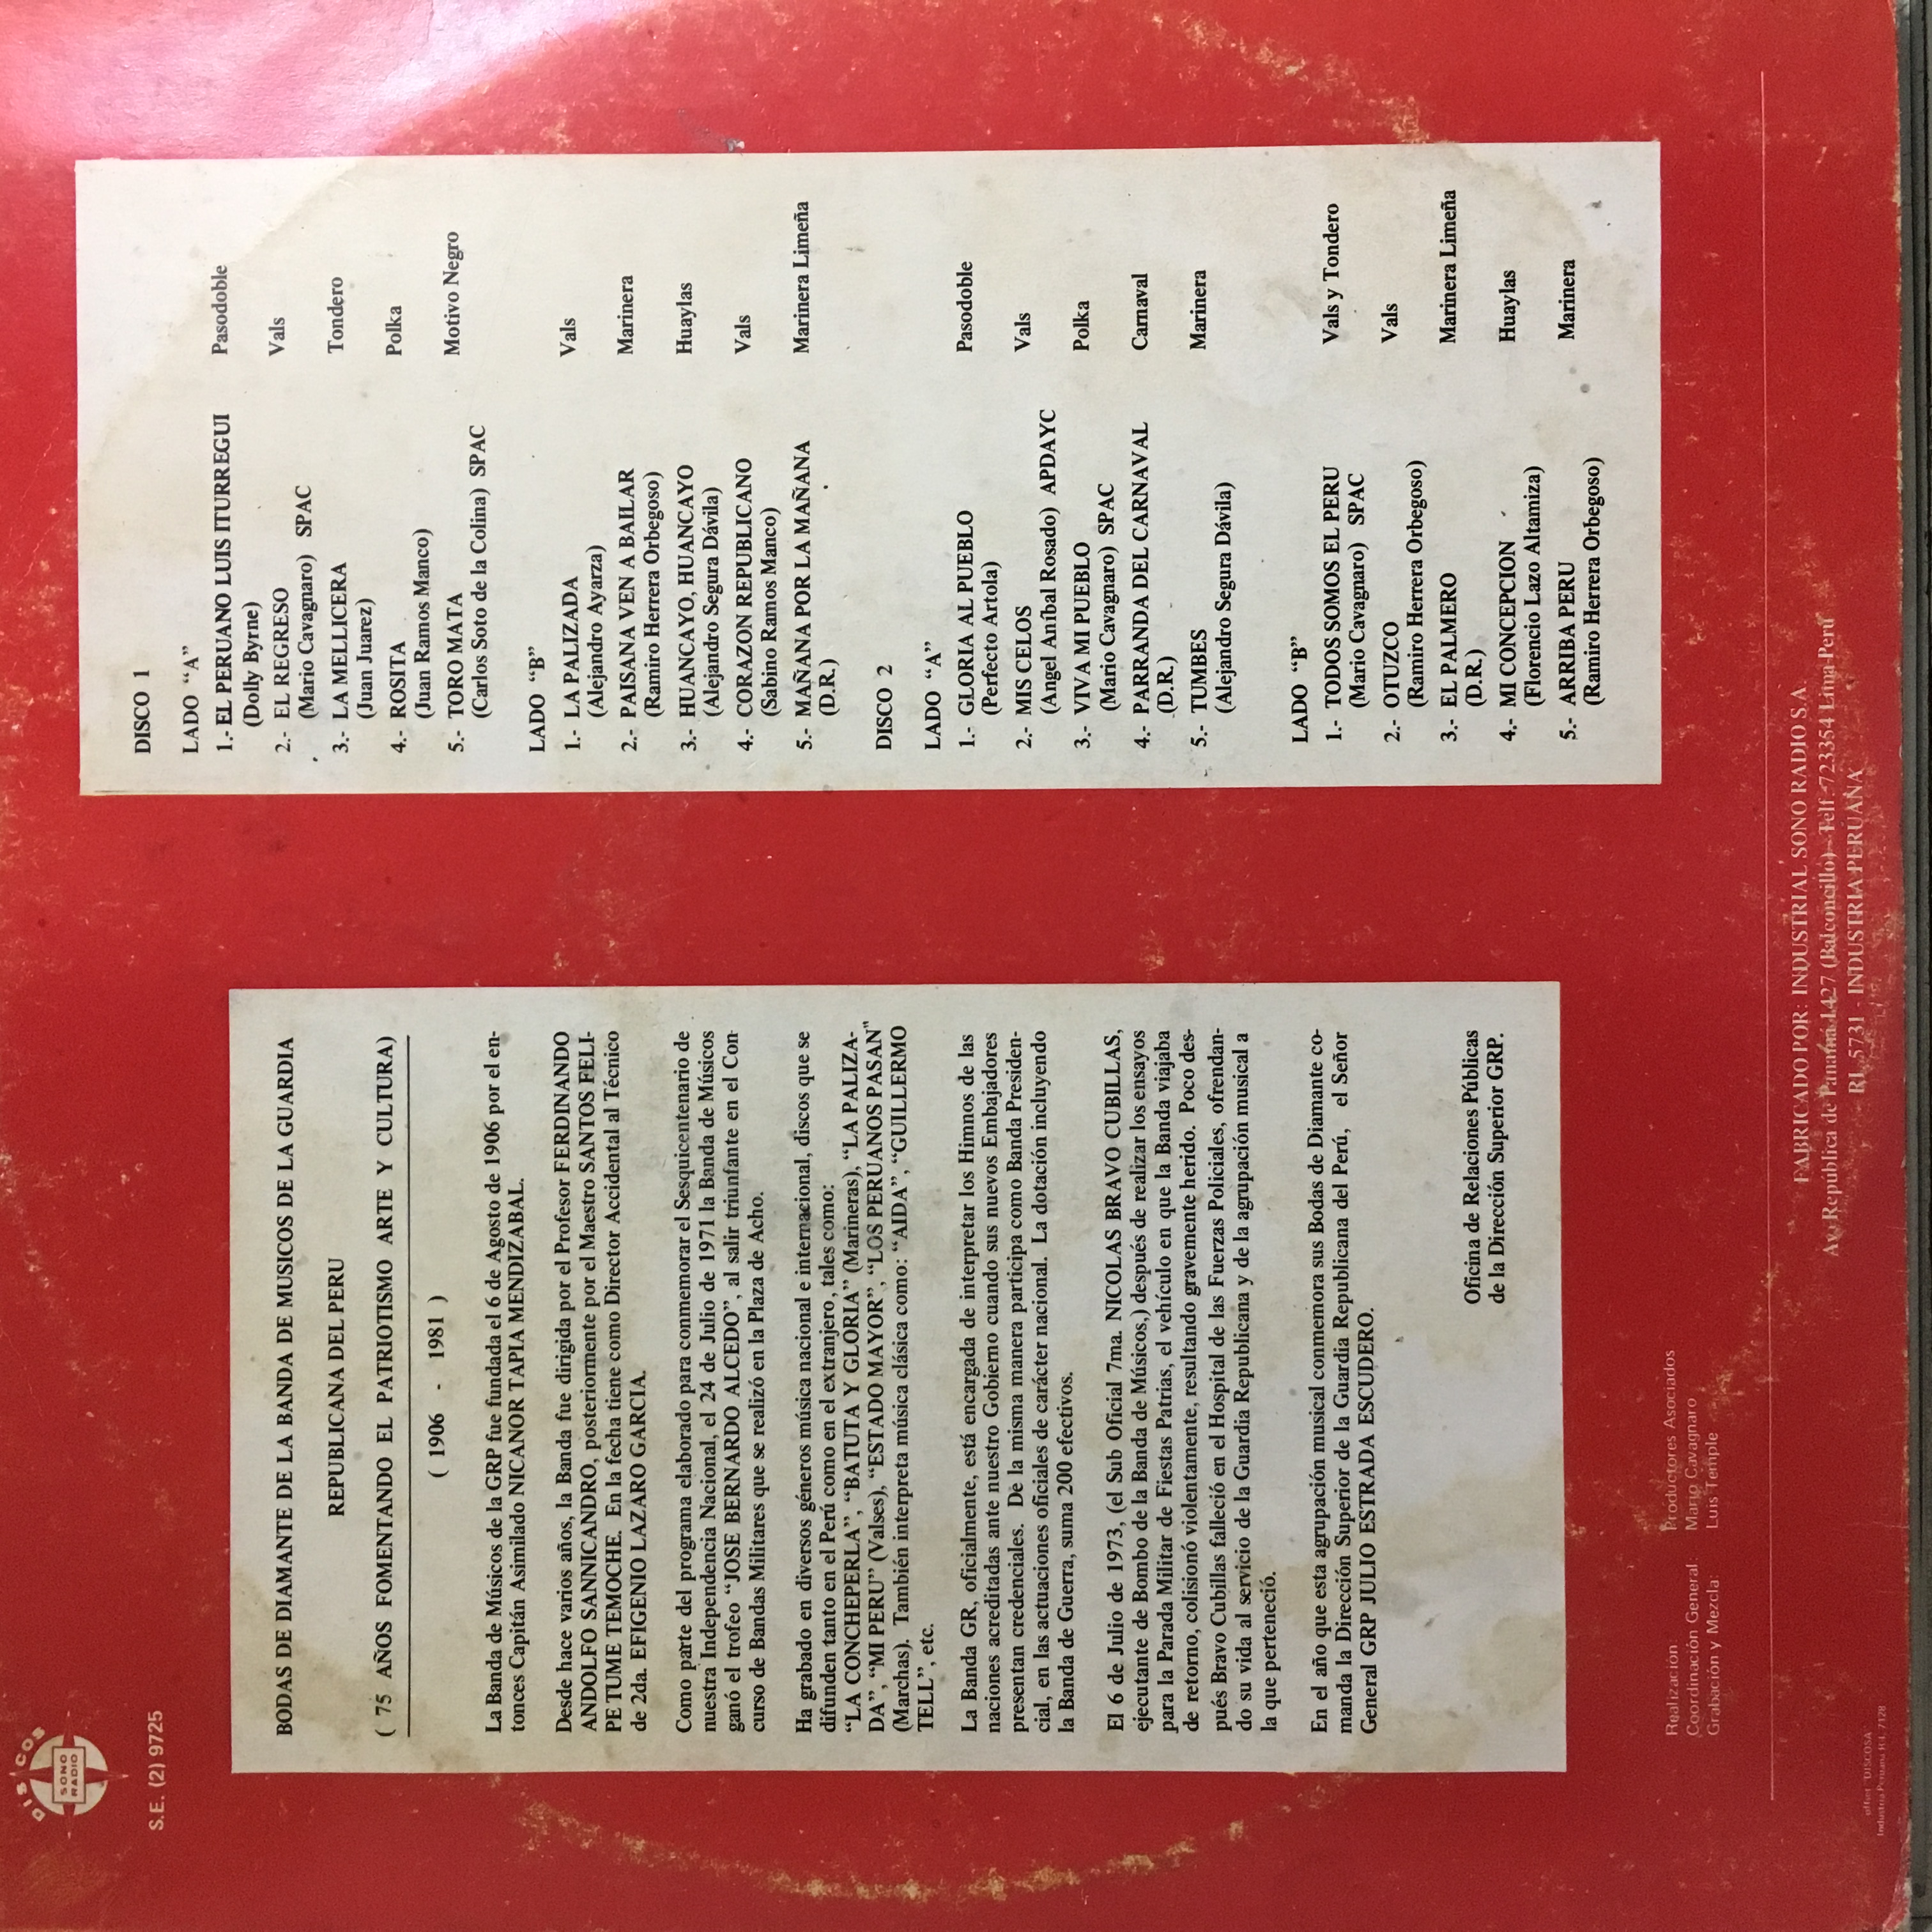 DISCOS
SONO
RADIO
S.E. (2) 9725
BODAS DE DIAMANTE DE LA BANDA DE MUSICOS DE LA GUARDIA
REPUBLICANA DEL PERU
( 75 AÑOS FOMENTANDO EL PATRIOTISMO ARTE Y CULTURA)
( 1906 - 1981 )
La Banda de Músicos de la GRP fue fundada el 6 de Agosto de 1906 por el en-
tonces Capitán Asimilado NICANOR TAPIA MENDIZABAL.
Desde hace varios años, la Banda fue dirigida por el Profesor FERDINANDO
ANDOLFO SANNICANDRO, posteriormente por el Maestro SANTOS FELI-
PE TUME TEMOCHE. En la fecha tiene como Director Accidental al Técnico
de 2da. EFIGENIO LAZARO GARCIA.
Como parte del programa elaborado para conmemorar el Sesquicentenario de
nuestra Independencia Nacional, el 24 de Julio de 1971 la Banda de Músicos
ganó el trofeo "JOSE BERNARDO ALCEDO", al salir triunfante en el Con-
curso de Bandas Militares que se realizó en la Plaza de Acho.
Ha grabado en diversos géneros música nacional e internacional, discos que se
difunden tanto en el Perú como en el extranjero, tales como:
"LA CONCHEPERLA", "BATUTA Y GLORIA" (Marineras), "LA PALIZA-
DA", "MI PERU" (Valses), "ESTADO MAYOR", "LOS PERUANOS PASAN"
(Marchas). También interpreta música clásica como: "AIDA", "GUILLERMO
TELL", etc.
La Banda GR, oficialmente, está encargada de interpretar los Himnos de las
naciones acreditadas ante nuestro Gobierno cuando sus nuevos Embajadores
presentan credenciales. De la misma manera participa como Banda Presiden-
cial, en las actuaciones oficiales de carácter nacional. La dotación incluyendo
la Banda de Guerra, suma 200 efectivos.
El 6 de Julio de 1973, (el Sub Oficial 7ma. NICOLAS BRAVO CUBILLAS,
ejecutante de Bombo de la Banda de Músicos,) después de realizar los ensayos
para la Parada Militar de Fiestas Patrias, el vehículo en que la Banda viajaba
de retorno, colisionó violentamente, resultando gravemente herido. Poco des-
pués Bravo Cubillas falleció en el Hospital de las Fuerzas Policiales, ofrendan-
do su vida al servicio de la Guardia Republicana y de la agrupación musical a
la que perteneció.
En el año que esta agrupación musical conmemora sus Bodas de Diamante co-
manda la Dirección Superior de la Guardia Republicana del Perú, el Señor
General GRP JULIO ESTRADA ESCUDERO.
Oficina de Relaciones Públicas
de la Dirección Superior GRP.
DISCO 1
LADO "A"
1.- EL PERUANO LUIS ITURREGUI Pasodoble
(Dolly Byrne)
2.- EL REGRESO Vals
(Mario Cavagnaro) SPAC
3.- LA MELLICERA Tondero
(Juan Juarez)
4.- ROSITA Polka
(Juan Ramos Manco)
5.- TORO MATA Motivo Negro
(Carlos Soto de la Colina) SPAC
LADO "B"
1.- LA PALIZADA Vals
(Alejandro Ayarza)
2.- PAISANA VEN A BAILAR Marinera
(Ramiro Herrera Orbegoso)
3.- HUANCAYO, HUANCAYO Huaylas
(Alejandro Segura Dávila)
4.- CORAZON REPUBLICANO Vals
(Sabino Ramos Manco)
5.- MAÑANA POR LA MAÑANA Marinera Limeña
(D.R.)
DISCO 2
LADO "A"
1.- GLORIA AL PUEBLO Pasodoble
(Perfecto Artola)
2.- MIS CELOS Vals
(Angel Aníbal Rosado) APDAYC
3.- VIVA MI PUEBLO Polka
(Mario Cavagnaro) SPAC
4.- PARRANDA DEL CARNAVAL Carnaval
(D.R.)
5.- TUMBES Marinera
(Alejandro Segura Dávila)
LADO "B"
1.- TODOS SOMOS EL PERU Vals y Tondero
(Mario Cavagnaro) SPAC
2.- OTUZCO Vals
(Ramiro Herrera Orbegoso)
3.- EL PALMERO Marinera Limeña
(D.R.)
4.- MI CONCEPCION Huaylas
(Florencio Lazo Altamiza)
5.- ARRIBA PERU Marinera
(Ramiro Herrera Orbegoso)
Realización Productores Asociados
Coordinación General Mario Cavagnaro
Grabación y Mezcla: Luis Temple
FABRICADO POR: INDUSTRIAL SONO RADIO S.A.
Av República de Panamá 1427 (Balconcillo) - Telf 723354 Lima-Perú
RI. 5731 - INDUSTRIA PERUANA
offset "DISCOSA"
Industria Peruana R.I. 7128